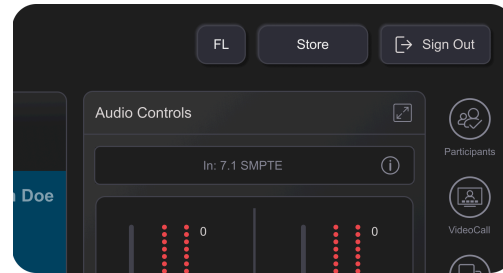 FL
Store
Sign Out
Audio Controls
Participants
In: 7.1 SMPTE
Doe
VideoCall
0
0